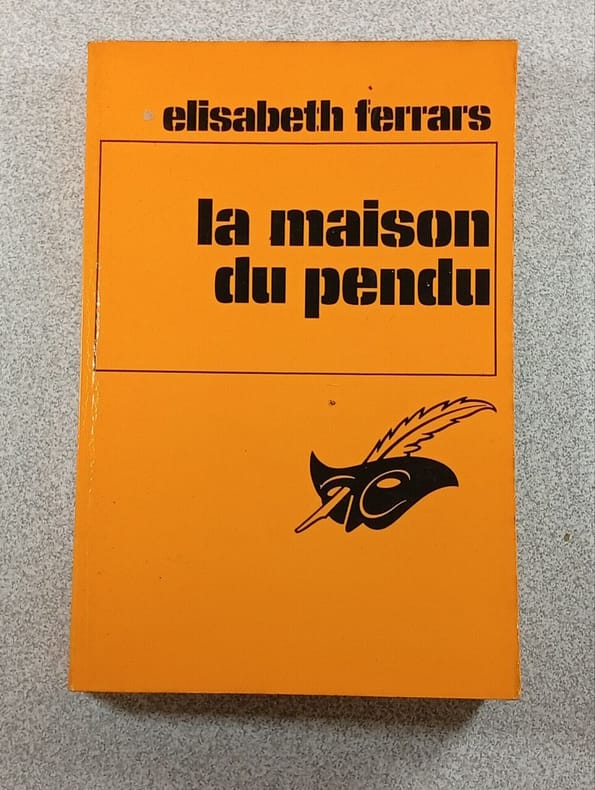 elisabeth ferrars
la maison
du pendu